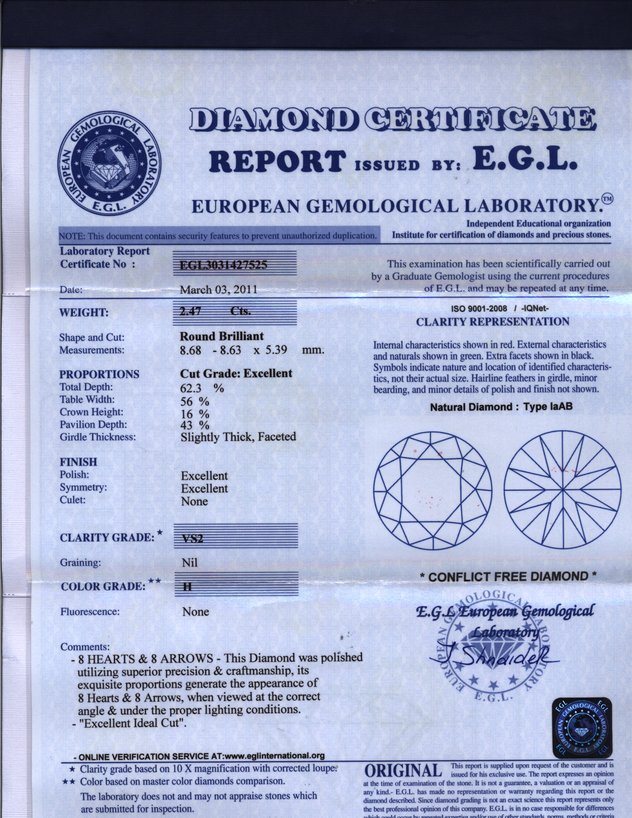 DIAMOND CERTIFICATE
REPORT ISSUED BY: E.G.L.
EUROPEAN GEMOLOGICAL LABORATORY.™
EUROPEAN GEMOLOGICAL LABORATORY
E.G.L.
Independent Educational organization
Institute for certification of diamonds and precious stones.
NOTE: This document contains security features to prevent unauthorized duplication.
Laboratory Report
Certificate No : EGL3031427525
Date: March 03, 2011
This examination has been scientifically carried out
by a Graduate Gemologist using the current procedures
of E.G.L. and may be repeated at any time.
WEIGHT: 2.47 Cts.
Shape and Cut: Round Brilliant
Measurements: 8.68 - 8.63 x 5.39 mm.
PROPORTIONS Cut Grade: Excellent
Total Depth: 62.3 %
Table Width: 56 %
Crown Height: 16 %
Pavilion Depth: 43 %
Girdle Thickness: Slightly Thick, Faceted
FINISH
Polish: Excellent
Symmetry: Excellent
Culet: None
CLARITY GRADE: * VS2
Graining: Nil
COLOR GRADE: ** H
Fluorescence: None
ISO 9001-2008 / -IQNet-
CLARITY REPRESENTATION
Internal characteristics shown in red. External characteristics
and naturals shown in green. Extra facets shown in black.
Symbols indicate nature and location of identified characteris-
tics, not their actual size. Hairline feathers in girdle, minor
bearding, and minor details of polish and finish not shown.
Natural Diamond : Type IaAB
* CONFLICT FREE DIAMOND *
E.G.L European Gemological
Laboratory
E.G.L.
Comments:
- 8 HEARTS & 8 ARROWS - This Diamond was polished
utilizing superior precision & craftmanship, its
exquisite proportions generate the appearance of
8 Hearts & 8 Arrows, when viewed at the correct
angle & under the proper lighting conditions.
- "Excellent Ideal Cut".
- ONLINE VERIFICATION SERVICE AT:www.eglinternational.org
* Clarity grade based on 10 X magnification with corrected loupe.
** Color based on master color diamonds comparison.
The laboratory does not and may not appraise stones which
are submitted for inspection.
ORIGINAL This report is supplied upon request of the customer and is
issued for his exclusive use. The report expresses an opinion
at the time of examination of the stone. It is not a guarantee, a valuation or an appraisal of
any kind.- E.G.L. has made no representation or warranty regarding this report or the
diamond described. Since diamond grading is not an exact science this report represents only
the best professional opinion of this company. E.G.L. is in no case responsible for differences